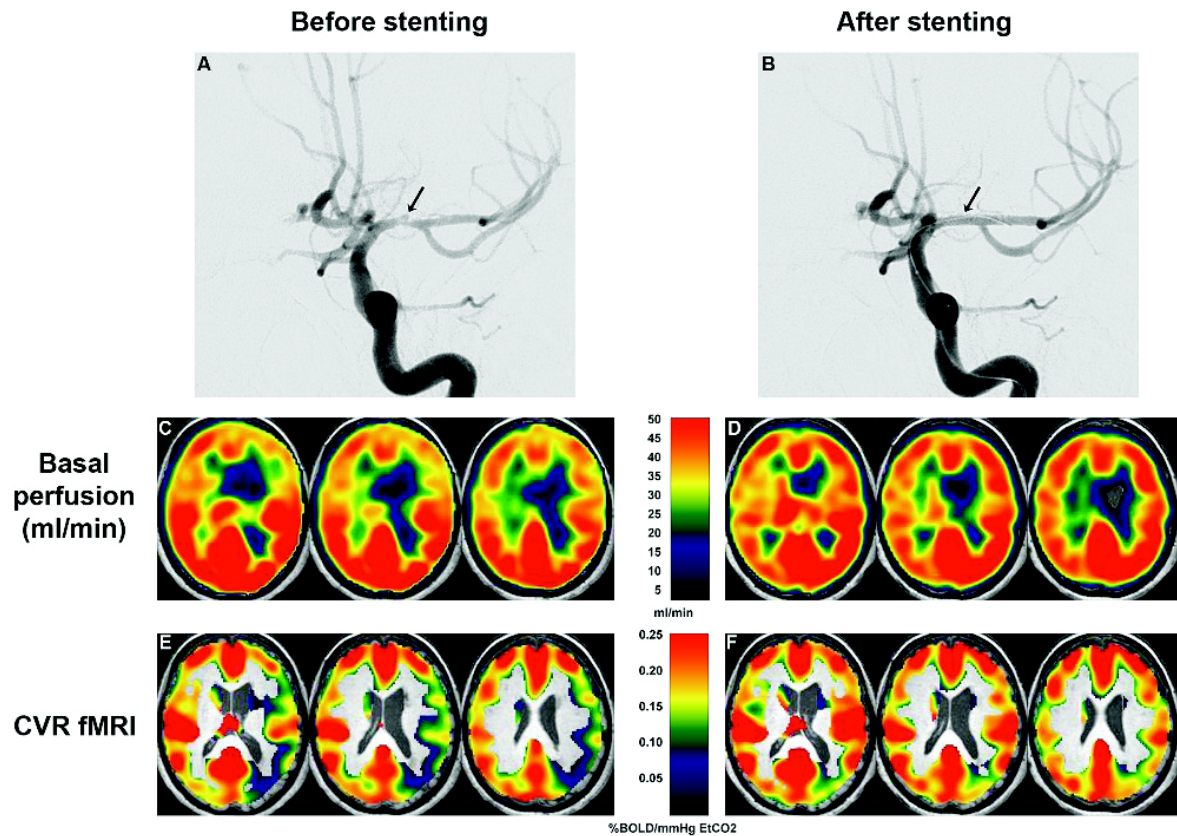 Before stenting
After stenting
A
B
Basal
perfusion
(ml/min)
C
50
45
40
35
30
25
20
15
10
5
ml/min
D
CVR fMRI
E
0.25
0.20
0.15
0.10
0.05
%BOLD/mmHg EtCO2
F